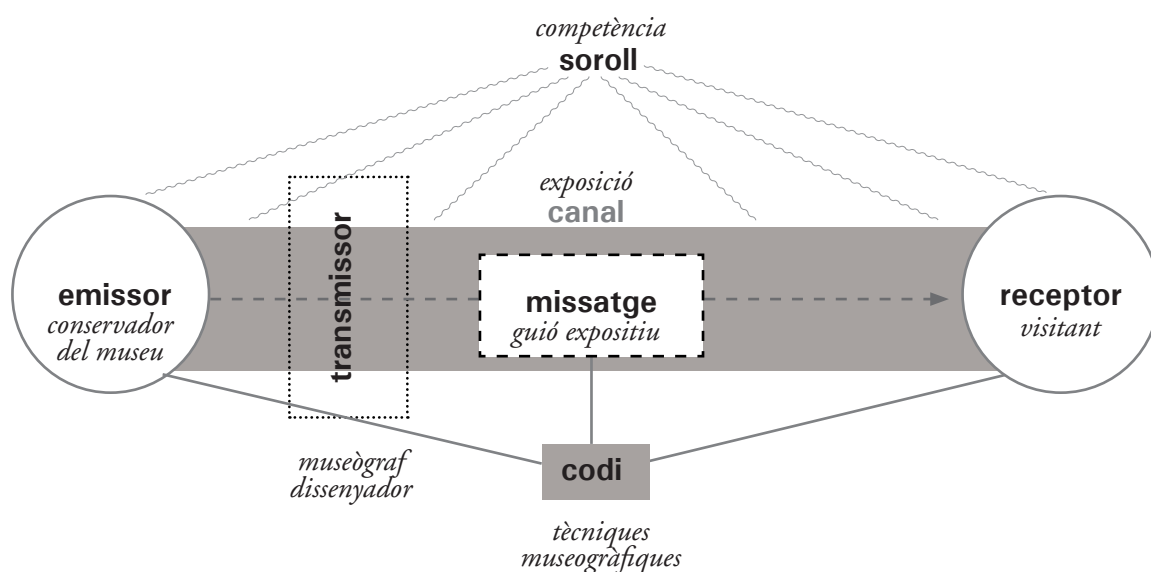 competència
soroll
exposició
canal
transmissor
emissor
conservador
del museu
missatge
guió expositiu
receptor
visitant
museògraf
dissenyador
codi
tècniques
museogràfiques